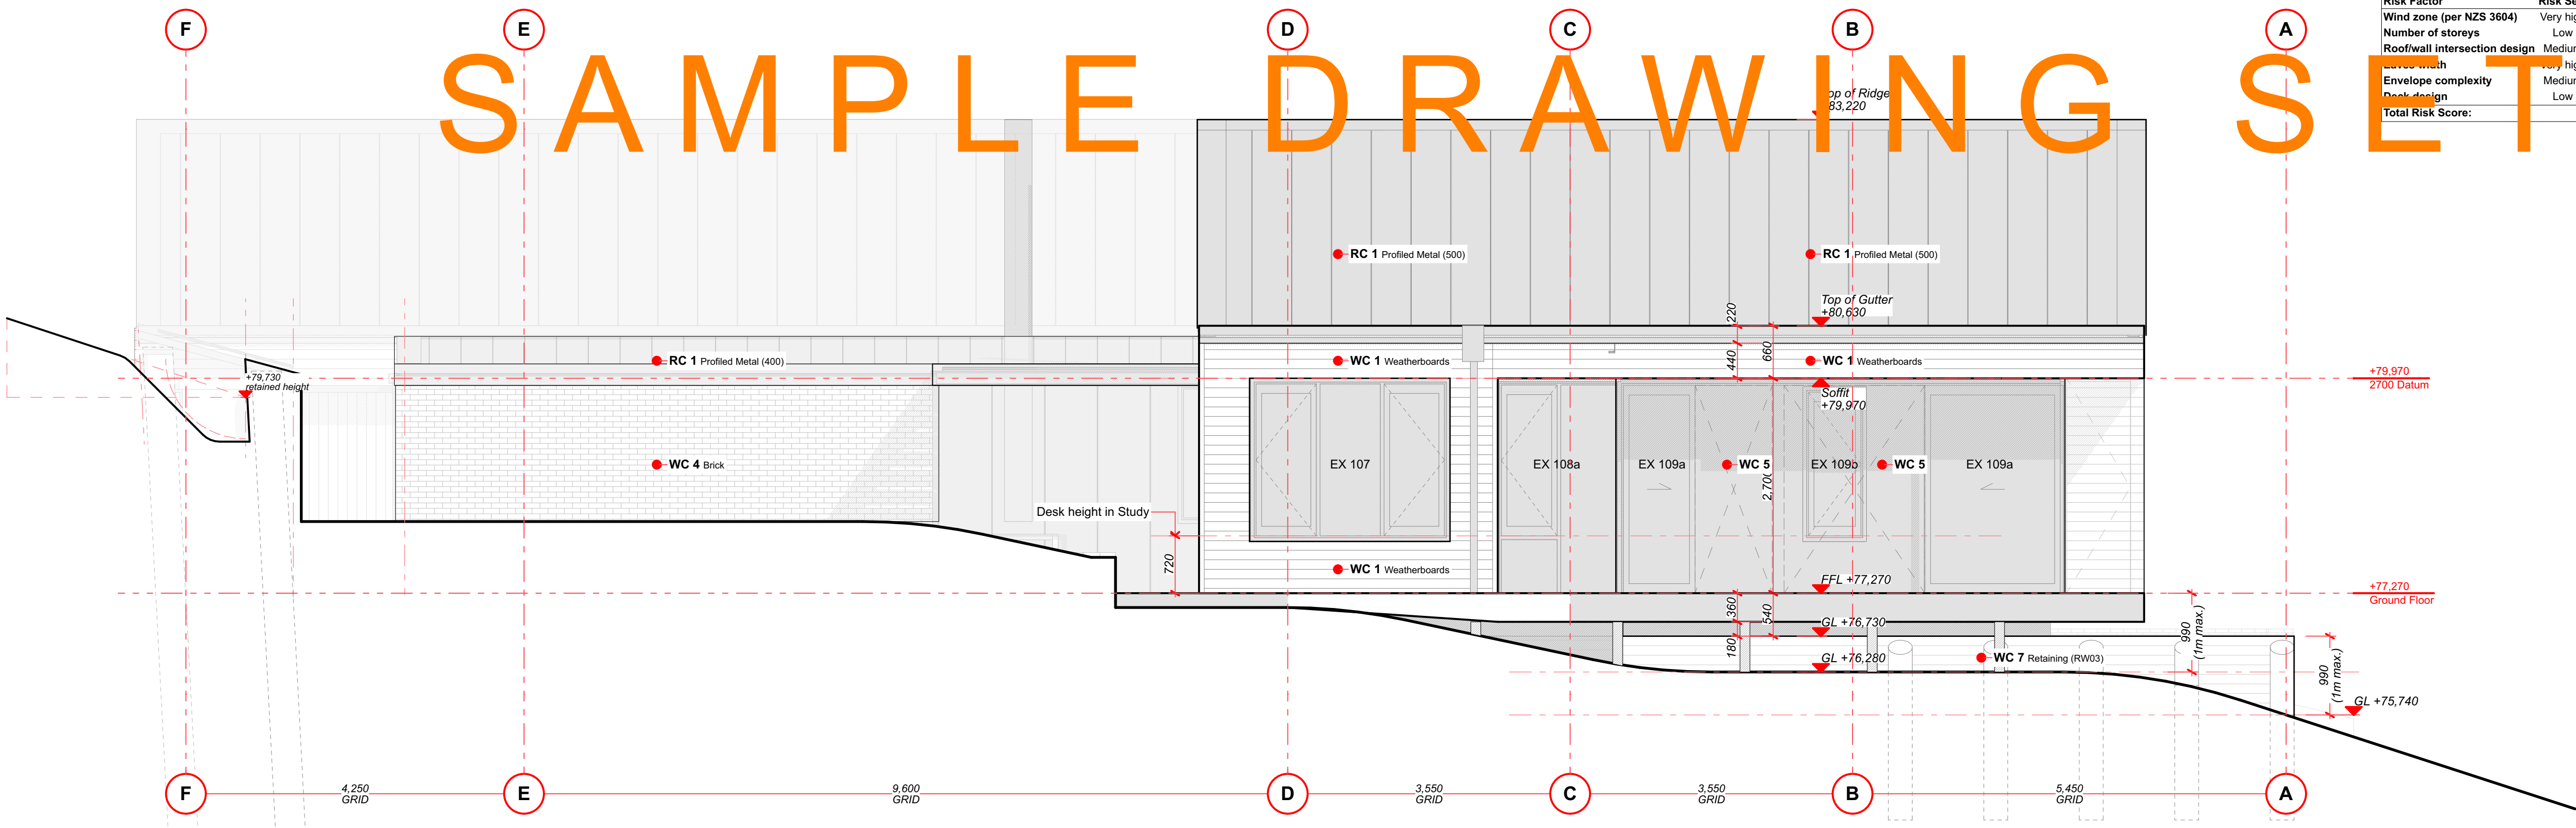 F
E
D
C
B
A
Risk Factor
Wind zone (per NZS 3604) Very
Number of storeys Low
Roof/wall intersection design
Envelope complexity
Deck design Low
Total Risk Score:
SAMPLE DRAWING SET
Top of Ridge
+83,220
RC 1 Profiled Metal (500)
RC 1 Profiled Metal (500)
Top of Gutter
+80,630
220
440
660
RC 1 Profiled Metal (400)
WC 1 Weatherboards
WC 1 Weatherboards
+79,730
retained height
+79,970
2700 Datum
Soffit
+79,970
WC 4 Brick
EX 107
EX 108a
EX 109a
WC 5
EX 109b
WC 5
EX 109a
2,700
Desk height in Study
720
WC 1 Weatherboards
FFL +77,270
+77,270
Ground Floor
360
540
180
GL +76,730
GL +76,280
WC 7 Retaining (RW03)
990
(1m max.)
990
(1m max.)
GL +75,740
F
4,250
GRID
E
9,600
GRID
D
3,550
GRID
C
3,550
GRID
B
5,450
GRID
A